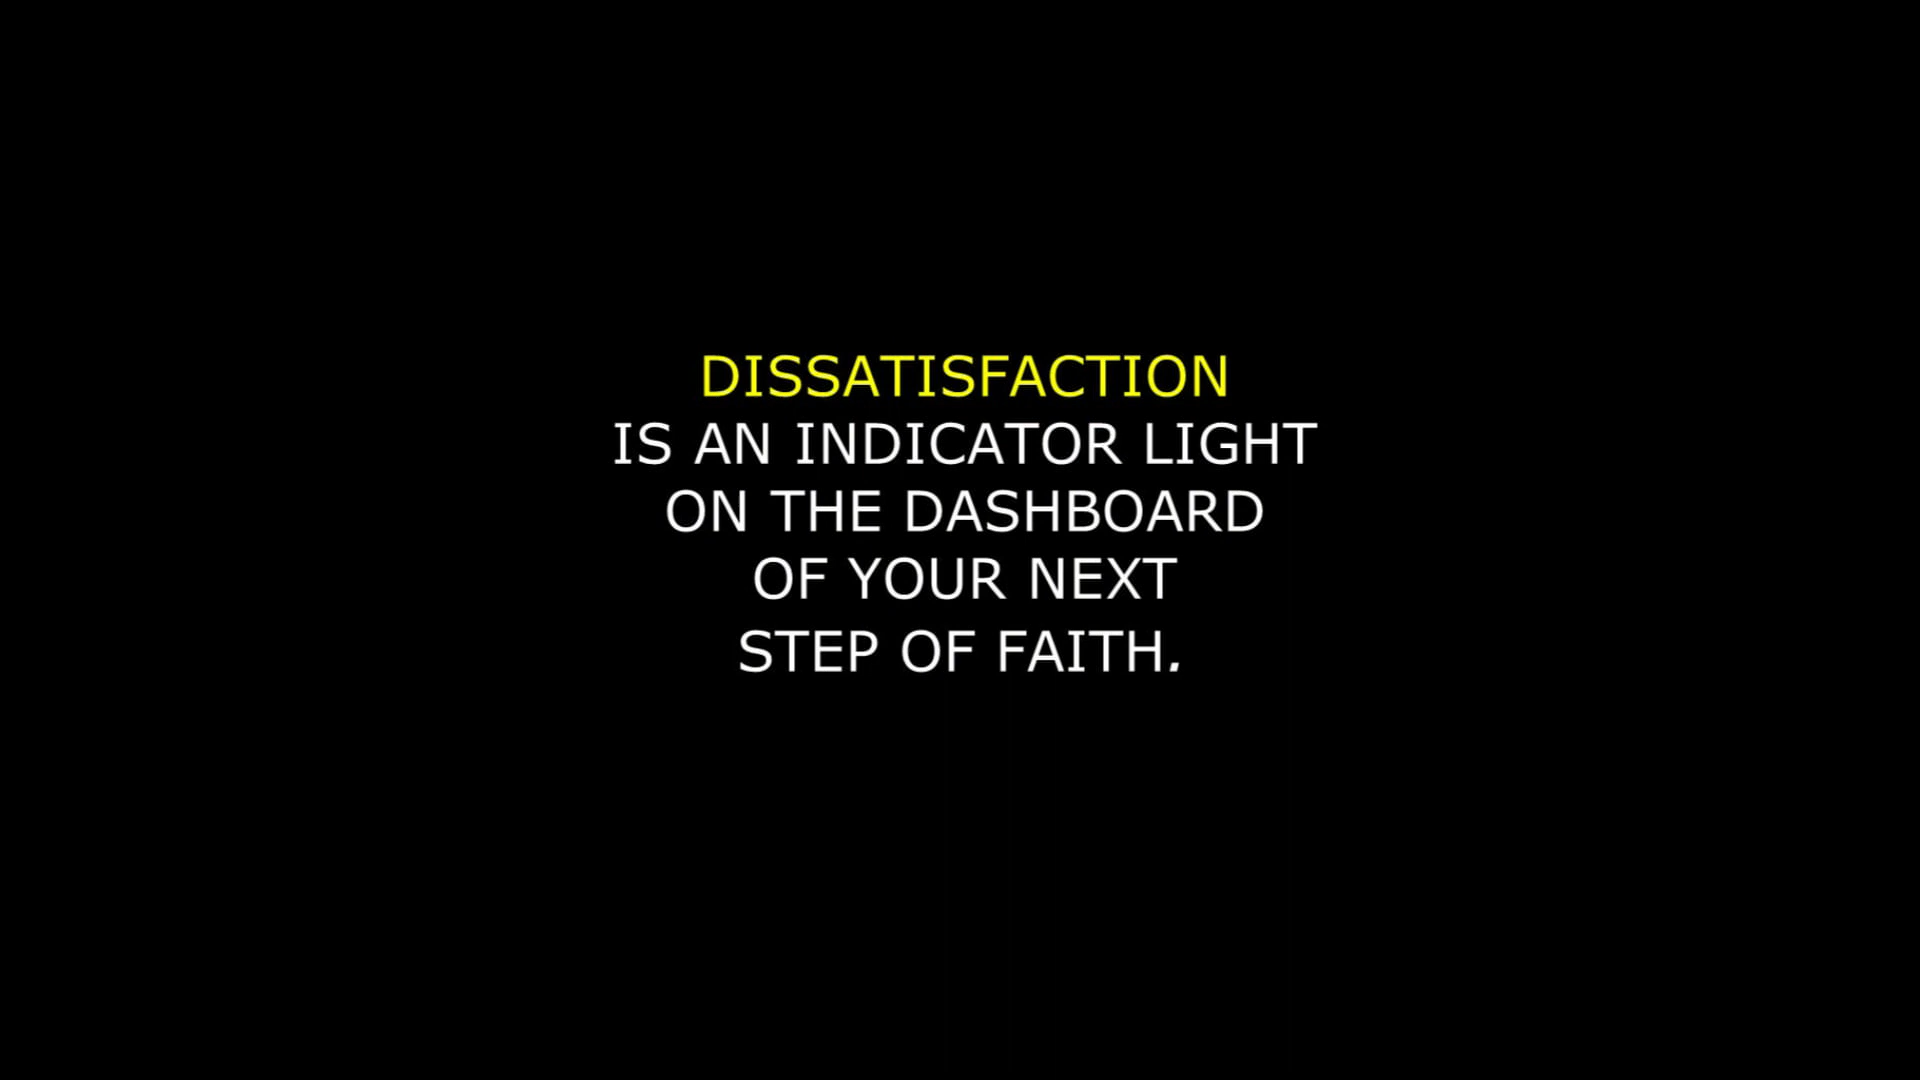 DISSATISFACTION
IS AN INDICATOR LIGHT
ON THE DASHBOARD
OF YOUR NEXT
STEP OF FAITH.